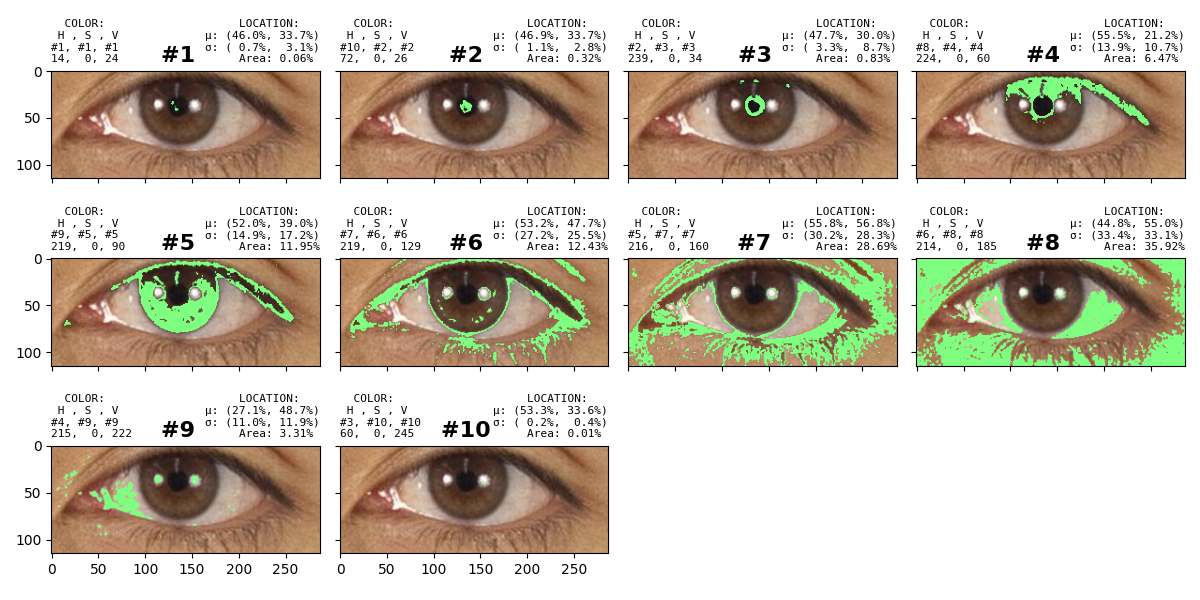 COLOR: LOCATION:
H , S , V μ: (46.0%, 33.7%)
#1, #1, #1 σ: ( 0.7%, 3.1%)
14, 0, 24 #1 Area: 0.06%
COLOR: LOCATION:
H , S , V μ: (46.9%, 33.7%)
#10, #2, #2 σ: ( 1.1%, 2.8%)
72, 0, 26 #2 Area: 0.32%
COLOR: LOCATION:
H , S , V μ: (47.7%, 30.0%)
#2, #3, #3 σ: ( 3.3%, 8.7%)
239, 0, 34 #3 Area: 0.83%
COLOR: LOCATION:
H , S , V μ: (55.5%, 21.2%)
#8, #4, #4 σ: (13.9%, 10.7%)
224, 0, 60 #4 Area: 6.47%
0
50
100
COLOR: LOCATION:
H , S , V μ: (52.0%, 39.0%)
#9, #5, #5 σ: (14.9%, 17.2%)
219, 0, 90 #5 Area: 11.95%
COLOR: LOCATION:
H , S , V μ: (53.2%, 47.7%)
#7, #6, #6 σ: (27.2%, 25.5%)
219, 0, 129 #6 Area: 12.43%
COLOR: LOCATION:
H , S , V μ: (55.8%, 56.8%)
#5, #7, #7 σ: (30.2%, 28.3%)
216, 0, 160 #7 Area: 28.69%
COLOR: LOCATION:
H , S , V μ: (44.8%, 55.0%)
#6, #8, #8 σ: (33.4%, 33.1%)
214, 0, 185 #8 Area: 35.92%
0
50
100
COLOR: LOCATION:
H , S , V μ: (27.1%, 48.7%)
#4, #9, #9 σ: (11.0%, 11.9%)
215, 0, 222 #9 Area: 3.31%
COLOR: LOCATION:
H , S , V μ: (53.3%, 33.6%)
#3, #10, #10 σ: ( 0.2%, 0.4%)
60, 0, 245 #10 Area: 0.01%
0
50
100
0 50 100 150 200 250
0 50 100 150 200 250